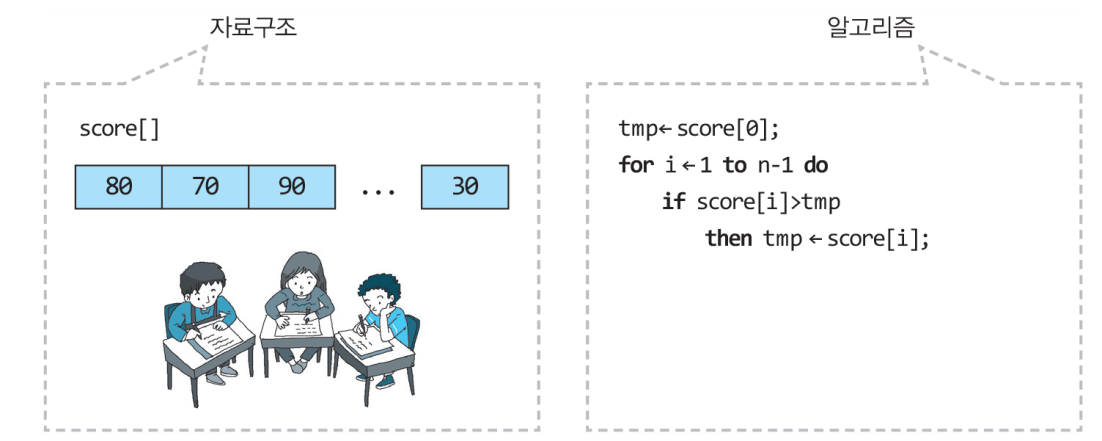 자료구조
알고리즘
score[]
80 70 90 ... 30
tmp←score[0];
for i←1 to n-1 do
if score[i]>tmp
then tmp←score[i];